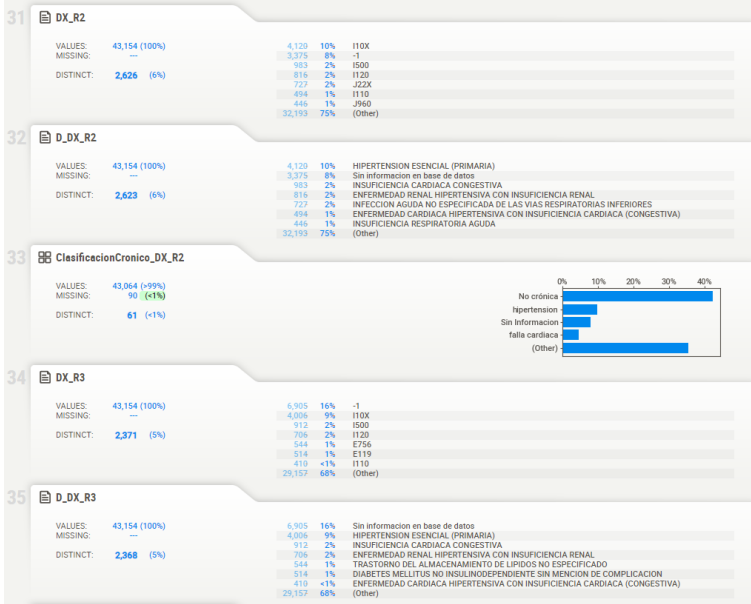 31 DX_R2
VALUES: 43,154 (100%) 4,120 10% I10X
MISSING: --- 3,375 8% -1
983 2% I500
DISTINCT: 2,626 (6%) 816 2% I120
727 2% J22X
494 1% I110
446 1% J960
32,193 75% (Other)
32 D_DX_R2
VALUES: 43,154 (100%) 4,120 10% HIPERTENSION ESENCIAL (PRIMARIA)
MISSING: --- 3,375 8% Sin informacion en base de datos
983 2% INSUFICIENCIA CARDIACA CONGESTIVA
DISTINCT: 2,623 (6%) 816 2% ENFERMEDAD RENAL HIPERTENSIVA CON INSUFICIENCIA RENAL
727 2% INFECCION AGUDA NO ESPECIFICADA DE LAS VIAS RESPIRATORIAS INFERIORES
494 1% ENFERMEDAD CARDIACA HIPERTENSIVA CON INSUFICIENCIA CARDIACA (CONGESTIVA)
446 1% INSUFICIENCIA RESPIRATORIA AGUDA
32,193 75% (Other)
33 ClasificacionCronico_DX_R2
VALUES: 43,064 (>99%)
MISSING: 90 (<1%)
DISTINCT: 61 (<1%)
0% 10% 20% 30% 40%
No crónica
hipertension
Sin Informacion
falla cardiaca
(Other)
34 DX_R3
VALUES: 43,154 (100%) 6,905 16% -1
MISSING: --- 4,006 9% I10X
912 2% I500
DISTINCT: 2,371 (5%) 706 2% I120
544 1% E756
514 1% E119
410 <1% I110
29,157 68% (Other)
35 D_DX_R3
VALUES: 43,154 (100%) 6,905 16% Sin informacion en base de datos
MISSING: --- 4,006 9% HIPERTENSION ESENCIAL (PRIMARIA)
912 2% INSUFICIENCIA CARDIACA CONGESTIVA
DISTINCT: 2,368 (5%) 706 2% ENFERMEDAD RENAL HIPERTENSIVA CON INSUFICIENCIA RENAL
544 1% TRASTORNO DEL ALMACENAMIENTO DE LIPIDOS NO ESPECIFICADO
514 1% DIABETES MELLITUS NO INSULINODEPENDIENTE SIN MENCION DE COMPLICACION
410 <1% ENFERMEDAD CARDIACA HIPERTENSIVA CON INSUFICIENCIA CARDIACA (CONGESTIVA)
29,157 68% (Other)